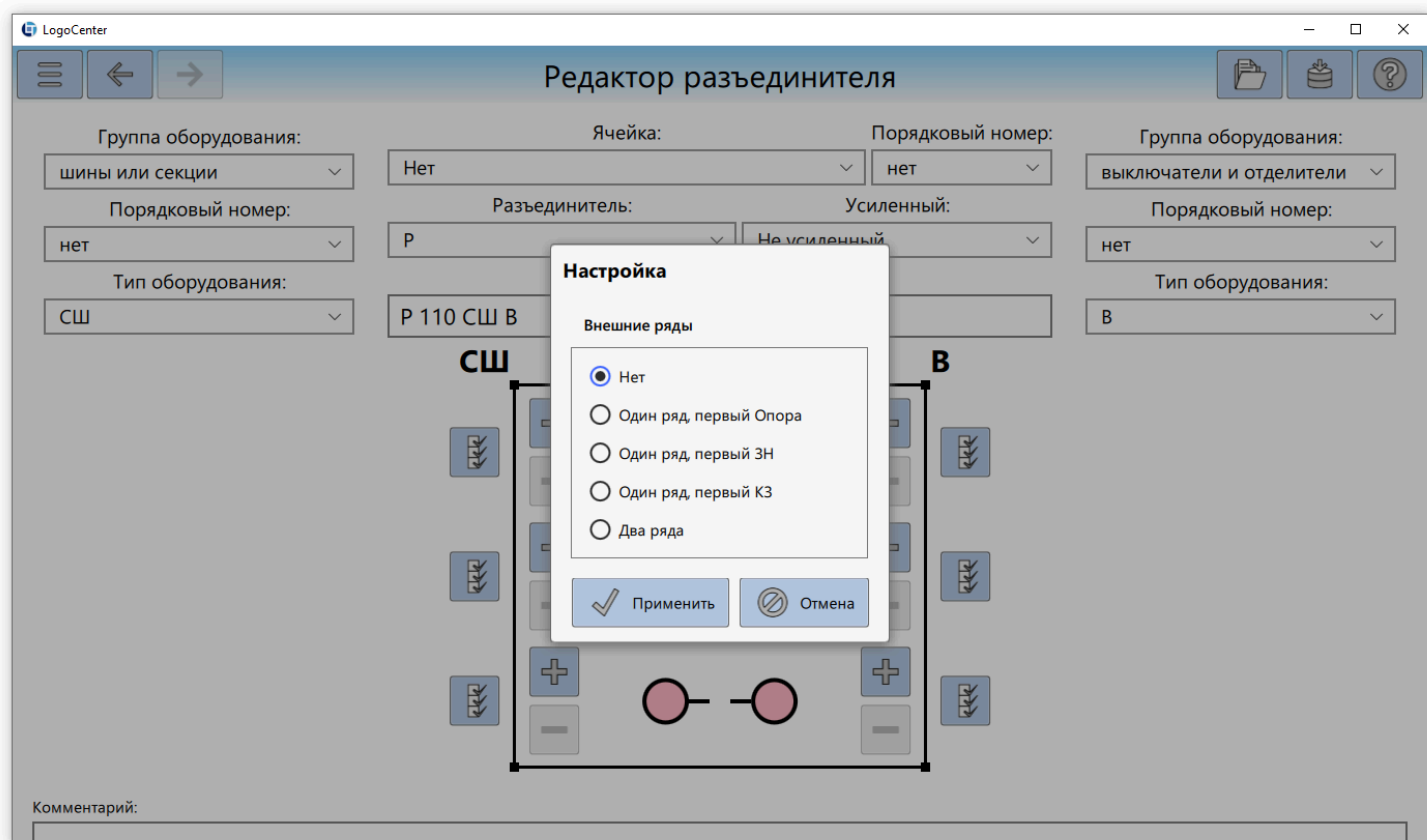 LogoCenter
Редактор разъединителя
Группа оборудования:
шины или секции
Порядковый номер:
нет
Тип оборудования:
СШ
Ячейка:
Нет
Порядковый номер:
нет
Разъединитель:
Р
Усиленный:
Не усиленный
Р 110 СШ В
Группа оборудования:
выключатели и отделители
Порядковый номер:
нет
Тип оборудования:
В
СШ
В
Настройка
Внешние ряды
Нет
Один ряд, первый Опора
Один ряд, первый ЗН
Один ряд, первый КЗ
Два ряда
Применить
Отмена
Комментарий: